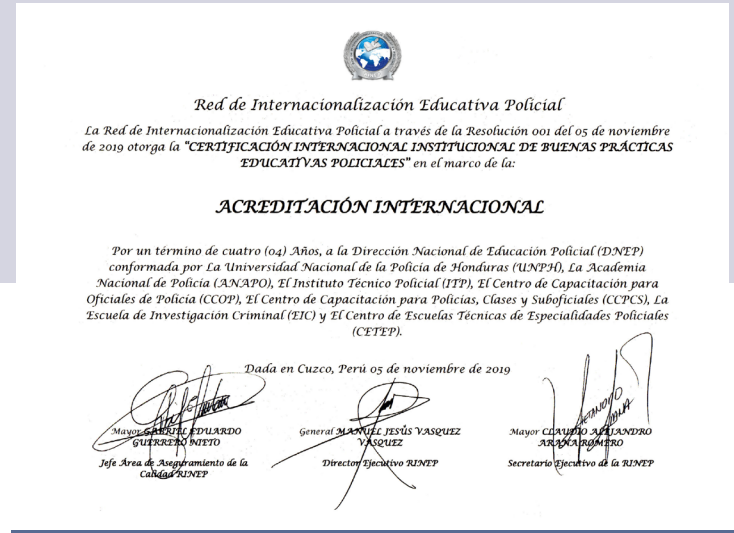 Red de Internacionalización Educativa Policial
La Red de Internacionalización Educativa Policial a través de la Resolución 001 del 05 de noviembre
de 2019 otorga la "CERTIFICACIÓN INTERNACIONAL INSTITUCIONAL DE BUENAS PRÁCTICAS
EDUCATIVAS POLICIALES" en el marco de la:
ACREDITACIÓN INTERNACIONAL
Por un término de cuatro (04) Años, a la Dirección Nacional de Educación Policial (DNEP)
conformada por La Universidad Nacional de la Policía de Honduras (UNPH), La Academia
Nacional de Policía (ANAPO), El Instituto Técnico Policial (ITP), El Centro de Capacitación para
Oficiales de Policía (CCOP), El Centro de Capacitación para Policías, Clases y Suboficiales (CCPCS), La
Escuela de Investigación Criminal (EIC) y El Centro de Escuelas Técnicas de Especialidades Policiales
(CETEP).
Dada en Cuzco, Perú 05 de noviembre de 2019
Mayor GABRIEL EDUARDO
GUERRERO NIETO
Jefe Área de Aseguramiento de la
Calidad RINEP
General MANUEL JESÚS VASQUEZ
VÁSQUEZ
Director Ejecutivo RINEP
Mayor CLAUDIO ALEJANDRO
ARANA ROMERO
Secretario Ejecutivo de la RINEP